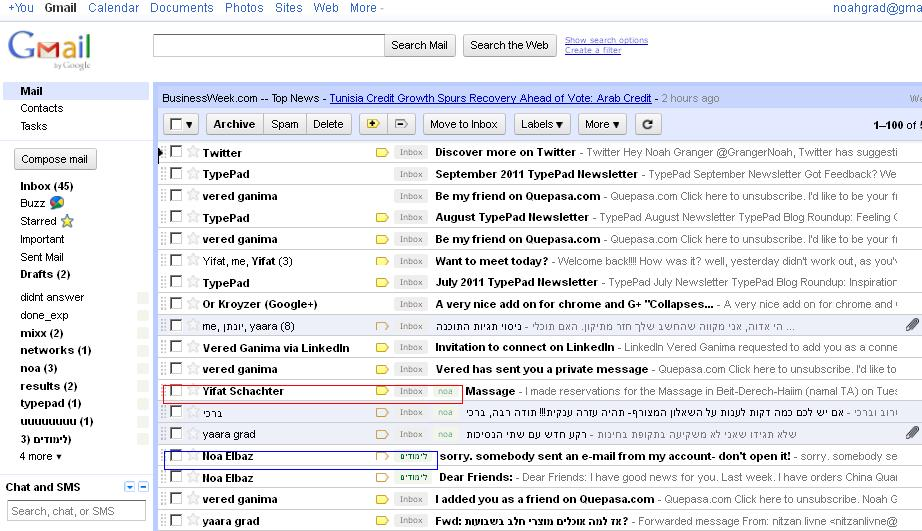 +You Gmail Calendar Documents Photos Sites Web More noahgrad@gma
Gmail by Google
Search Mail Search the Web Show search options
Create a filter
Mail
Contacts
Tasks
Compose mail
Inbox (45)
Buzz
Starred
Important
Sent Mail
Drafts (2)
didnt answer
done_exp
mixx (2)
networks (1)
noa (3)
results (2)
typepad (1)
uuuuuuuu (1)
לימודים (3
4 more
Chat and SMS
Search, chat, or SMS
BusinessWeek.com -- Top News - Tunisia Credit Growth Spurs Recovery Ahead of Vote: Arab Credit - 2 hours ago We
Archive Spam Delete Move to Inbox Labels More 1–100 of
Twitter Inbox Discover more on Twitter - Twitter Hey Noah Granger @GrangerNoah, Twitter has suggesti
TypePad Inbox September 2011 TypePad Newsletter - TypePad September Newsletter Got Feedback? We
vered ganima Inbox Be my friend on Quepasa.com - Quepasa.com Click here to unsubscribe. I'd like to be your fr
TypePad Inbox August TypePad Newsletter - TypePad August Newsletter TypePad Blog Roundup: Feeling
vered ganima Inbox Be my friend on Quepasa.com - Quepasa.com Click here to unsubscribe. I'd like to be your fr
Yifat, me, Yifat (3) Inbox Want to meet today? - Welcome back!!!! How was it? well, yesterday didn't work out, as you'v
TypePad Inbox July 2011 TypePad Newsletter - TypePad July Newsletter TypePad Blog Roundup: Inspiration
Or Kroyzer (Google+) Inbox A very nice add on for chrome and G+ "Collapses... - A very nice add on for chrome and
me, יונתן, yaara (8) Inbox ניסוי תגיות התוכנה - הי אדוה, אני מקווה שהחשב שלך חזר מתיקון. האם תוכלי ...
Vered Ganima via LinkedIn Inbox Invitation to connect on LinkedIn - LinkedIn Vered Ganima requested to add you as a conne
vered ganima Inbox Vered has sent you a private message - Quepasa.com Click here to unsubscribe. vered ganima
Yifat Schachter Inbox noa Massage - I made reservations for the Massage in Beit-Derech-Haiim (namal TA) on Tues
ברכי Inbox noa אם יש לכם כמה דקות לענות על השאלון המצורף- תהיה עזרה ענקית!!! תודה רבה, ברכי - סרוב וברכי
yaara grad Inbox noa רקע חדש עם שתי הנסיכות - שלא תגידו שאני לא משקיעה בתקופת בחינות
Noa Elbaz לימודים sorry. somebody sent an e-mail from my account- don't open it! - sorry. somebody se
Noa Elbaz לימודים Dear Friends: - Dear Friends: I have good news for you. Last week. I have orders China Quar
vered ganima Inbox I added you as a friend on Quepasa.com - Quepasa.com Click here to unsubscribe. Noah G
yaara grad Inbox Fwd: אז למה אוכלים מוצרי חלב בשבועות? - Forwarded message From: nitzan livne <nitzanlivne@